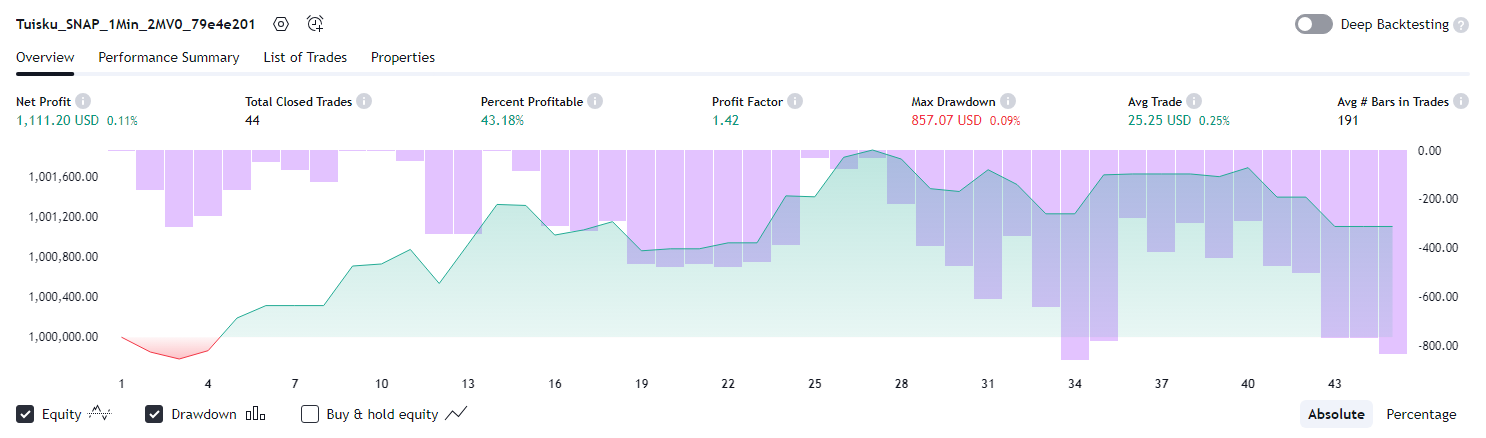 Tuisku_SNAP_1Min_2MV0_79e4e201
Deep Backtesting ?
Overview Performance Summary List of Trades Properties
Net Profit Total Closed Trades Percent Profitable Profit Factor Max Drawdown Avg Trade Avg # Bars in Trades
1,111.20 USD 0.11% 44 43.18% 1.42 857.07 USD 0.09% 25.25 USD 0.25% 191
0.00
1,001,600.00
-200.00
1,001,200.00
-400.00
1,000,800.00
1,000,400.00
-600.00
1,000,000.00
-800.00
1 4 7 10 13 16 19 22 25 28 31 34 37 40 43
Equity Drawdown Buy & hold equity Absolute Percentage